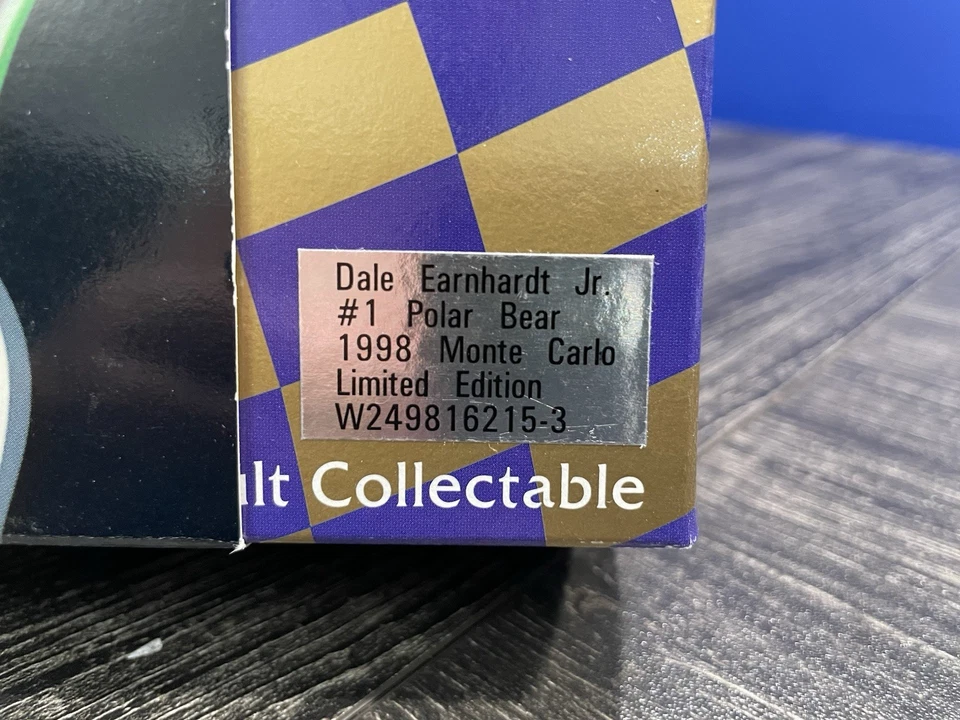 Dale Earnhardt Jr.
#1 Polar Bear
1998 Monte Carlo
Limited Edition
W249816215-3
lt Collectable